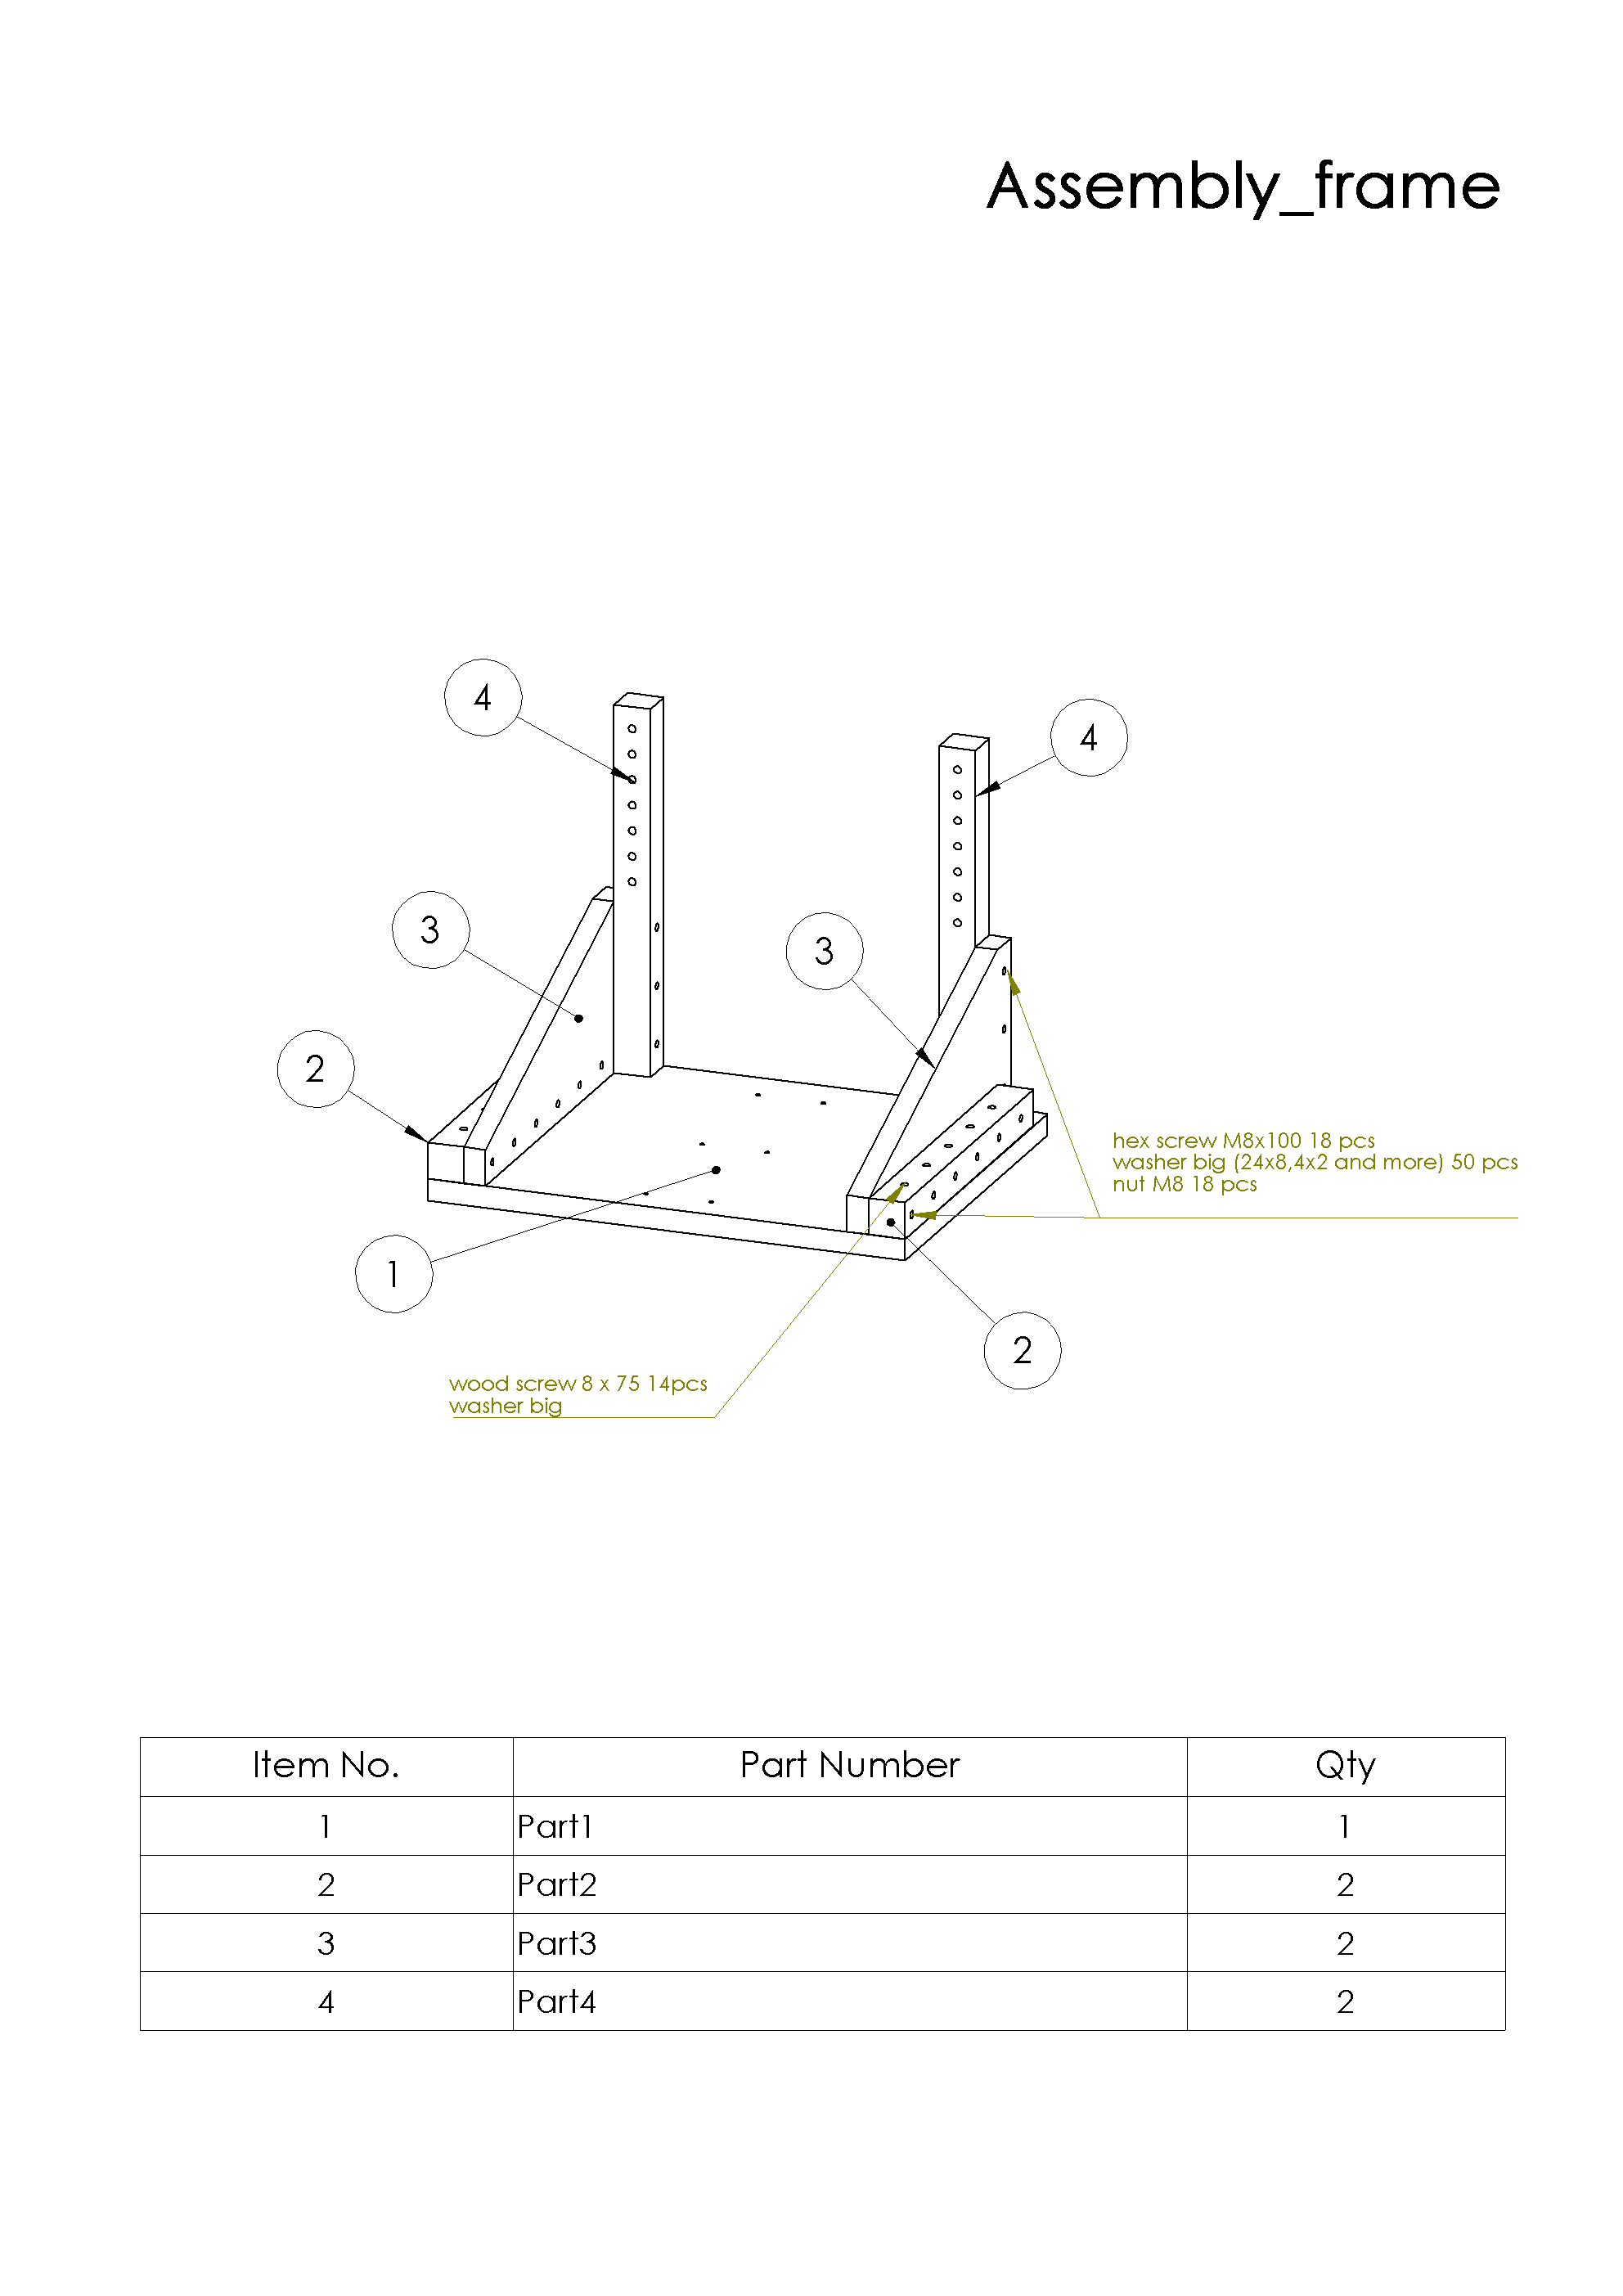 Assembly_frame
4
4
3
3
2
hex screw M8x100 18 pcs
washer big (24x8,4x2 and more) 50 pcs
nut M8 18 pcs
1
2
wood screw 8 x 75 14pcs
washer big
Item No. Part Number Qty
1 Part1 1
2 Part2 2
3 Part3 2
4 Part4 2